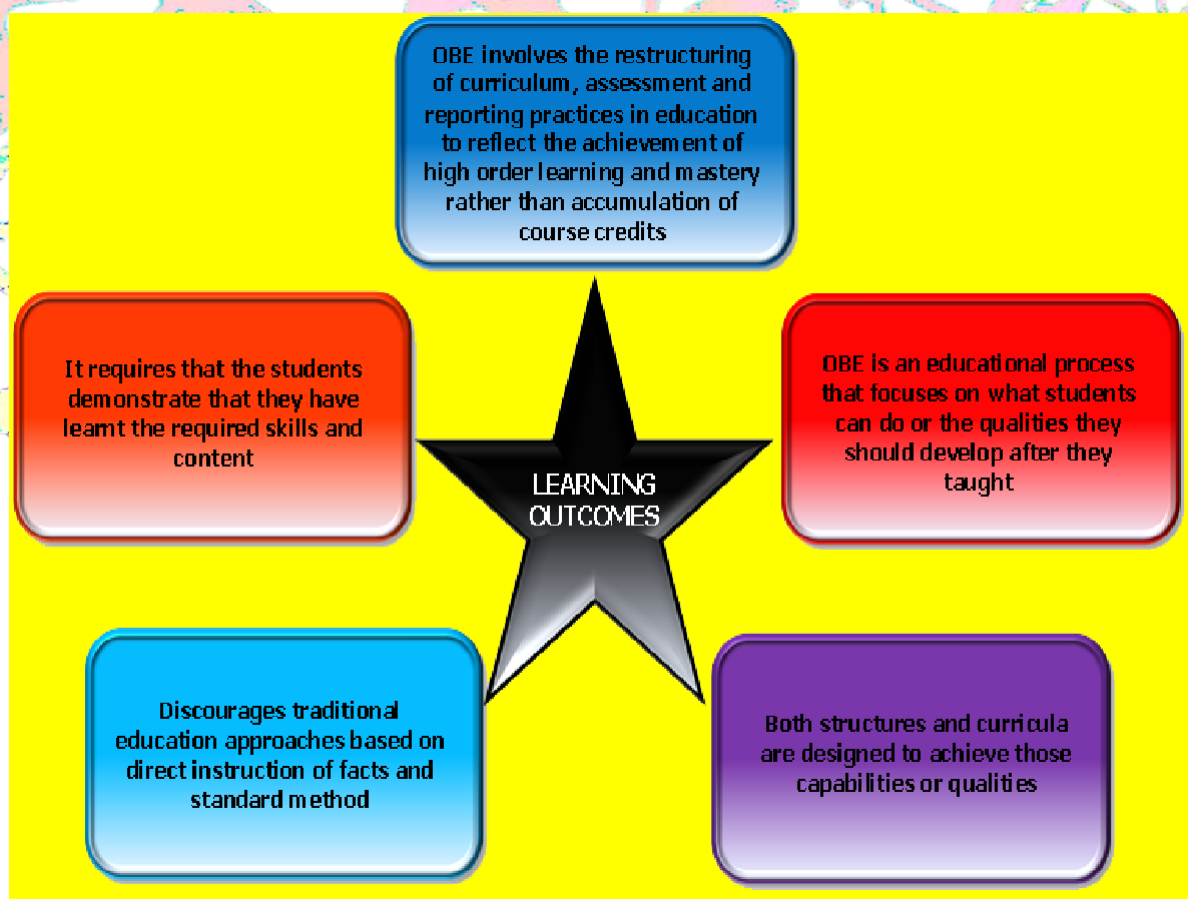 OBE involves the restructuring
of curriculum, assessment and
reporting practices in education
to reflect the achievement of
high order learning and mastery
rather than accumulation of
course credits
It requires that the students
demonstrate that they have
learnt the required skills and
content
OBE is an educational process
that focuses on what students
can do or the qualities they
should develop after they
taught
LEARNING
OUTCOMES
Discourages traditional
education approaches based on
direct instruction of facts and
standard method
Both structures and curricula
are designed to achieve those
capabilities or qualities